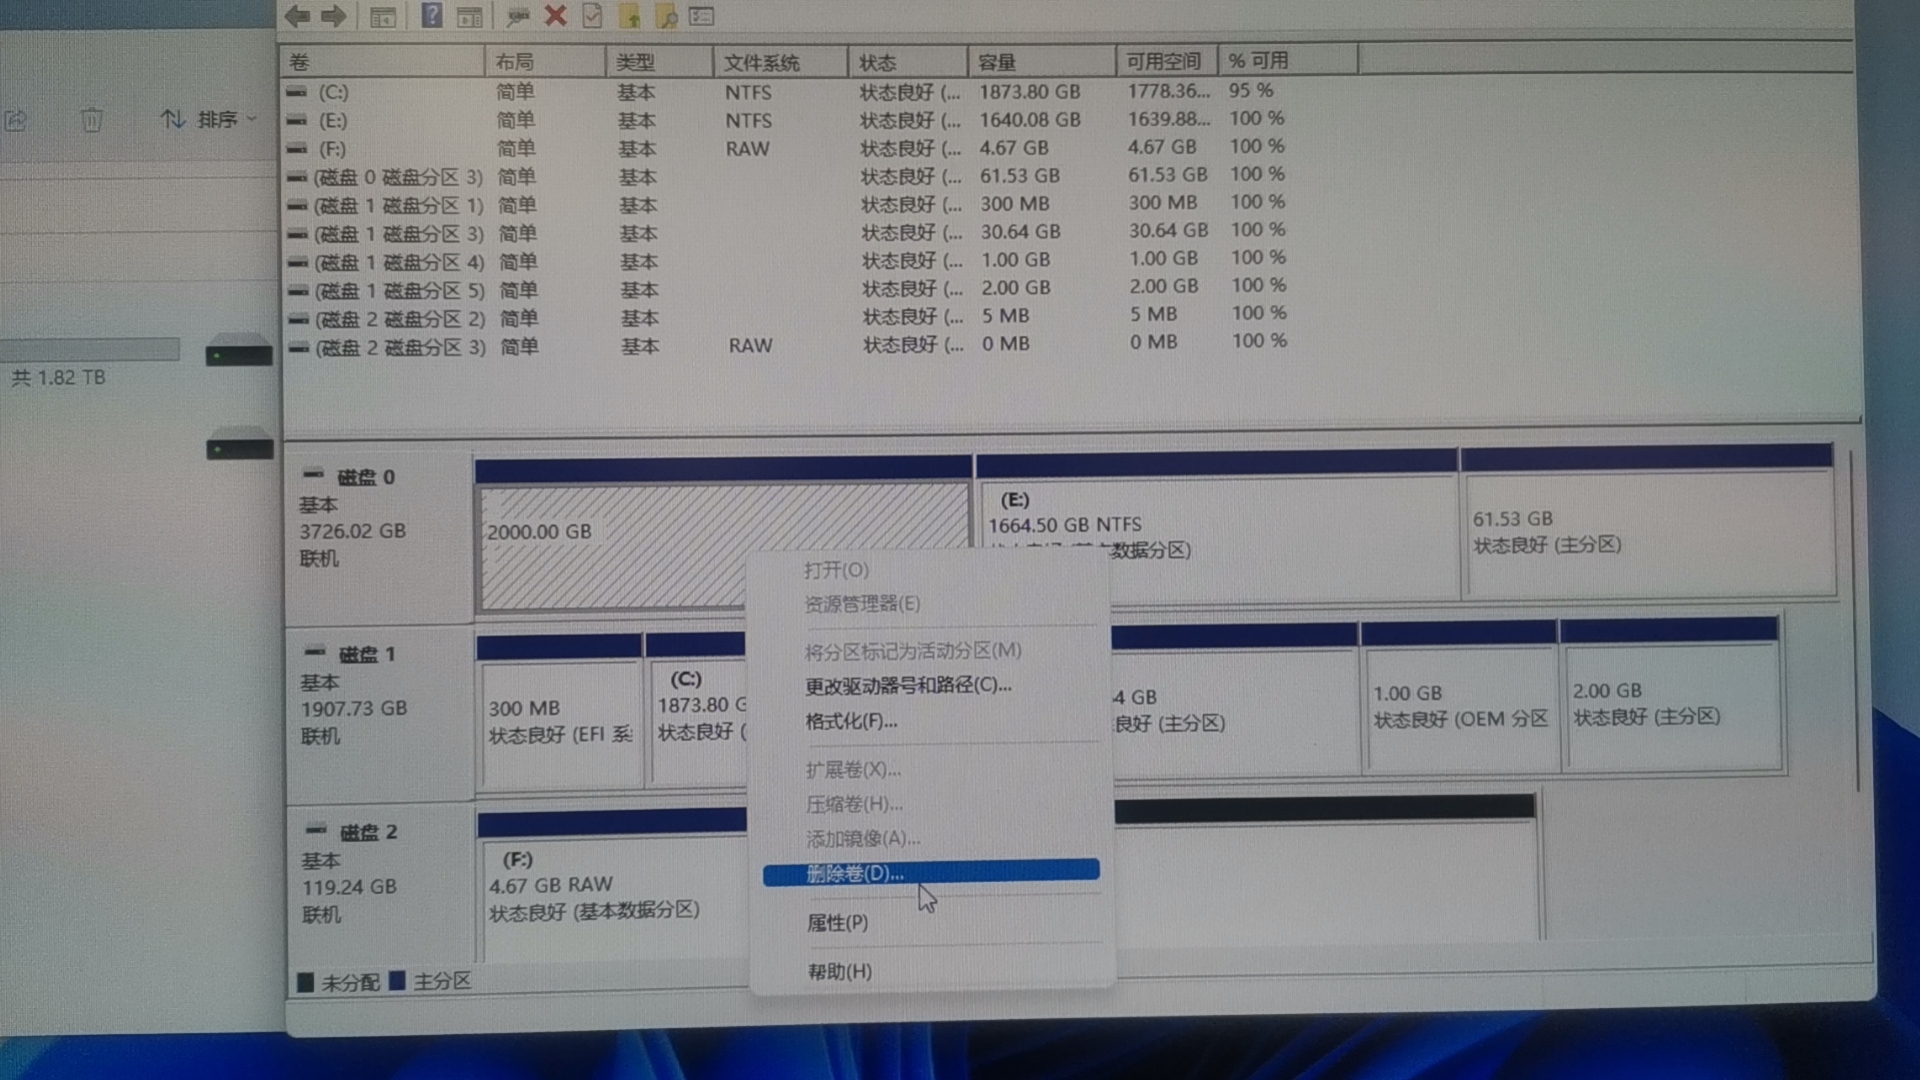 卷 布局 类型 文件系统 状态 容量 可用空间 % 可用
(C:) 简单 基本 NTFS 状态良好 (... 1873.80 GB 1778.36... 95 %
(E:) 简单 基本 NTFS 状态良好 (... 1640.08 GB 1639.88... 100 %
(F:) 简单 基本 RAW 状态良好 (... 4.67 GB 4.67 GB 100 %
(磁盘 0 磁盘分区 3) 简单 基本 状态良好 (... 61.53 GB 61.53 GB 100 %
(磁盘 1 磁盘分区 1) 简单 基本 状态良好 (... 300 MB 300 MB 100 %
(磁盘 1 磁盘分区 3) 简单 基本 状态良好 (... 30.64 GB 30.64 GB 100 %
(磁盘 1 磁盘分区 4) 简单 基本 状态良好 (... 1.00 GB 1.00 GB 100 %
(磁盘 1 磁盘分区 5) 简单 基本 状态良好 (... 2.00 GB 2.00 GB 100 %
(磁盘 2 磁盘分区 2) 简单 基本 状态良好 (... 5 MB 5 MB 100 %
(磁盘 2 磁盘分区 3) 简单 基本 RAW 状态良好 (... 0 MB 0 MB 100 %
排序
共 1.82 TB
磁盘 0
基本
3726.02 GB
联机
2000.00 GB
(E:)
1664.50 GB NTFS
数据分区)
61.53 GB
状态良好 (主分区)
磁盘 1
基本
1907.73 GB
联机
300 MB
状态良好 (EFI 系
(C:)
1873.80 G
状态良好 (
4 GB
良好 (主分区)
1.00 GB
状态良好 (OEM 分区
2.00 GB
状态良好 (主分区)
磁盘 2
基本
119.24 GB
联机
(F:)
4.67 GB RAW
状态良好 (基本数据分区)
打开(O)
资源管理器(E)
将分区标记为活动分区(M)
更改驱动器号和路径(C)...
格式化(F)...
扩展卷(X)...
压缩卷(H)...
添加镜像(A)...
删除卷(D)...
属性(P)
帮助(H)
未分配 主分区